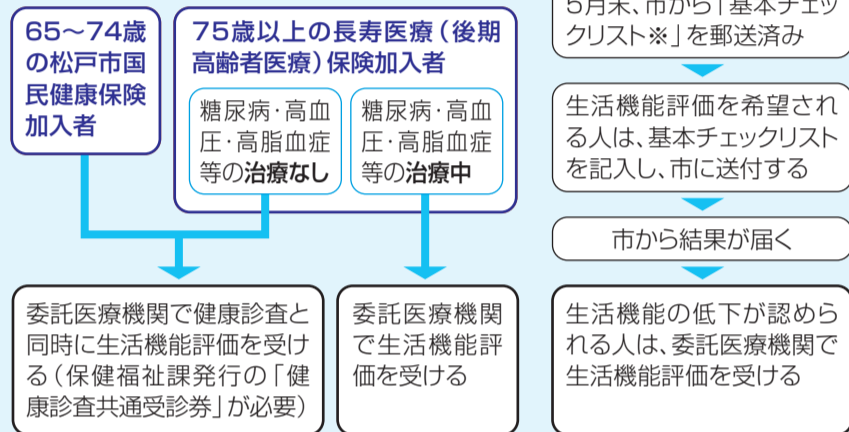 65～74歳
の松戸市国
民健康保険
加入者
75歳以上の長寿医療（後期
高齢者医療）保険加入者
糖尿病・高血
圧・高脂血症
等の治療なし
糖尿病・高血
圧・高脂血症
等の治療中
委託医療機関で健康診査と
同時に生活機能評価を受け
る（保健福祉課発行の「健
康診査共通受診券」が必要）
委託医療機関
で生活機能評
価を受ける
5月末、市から「基本チェッ
クリスト※」を郵送済み
生活機能評価を希望され
る人は、基本チェックリスト
を記入し、市に送付する
市から結果が届く
生活機能の低下が認めら
れる人は、委託医療機関で
生活機能評価を受ける